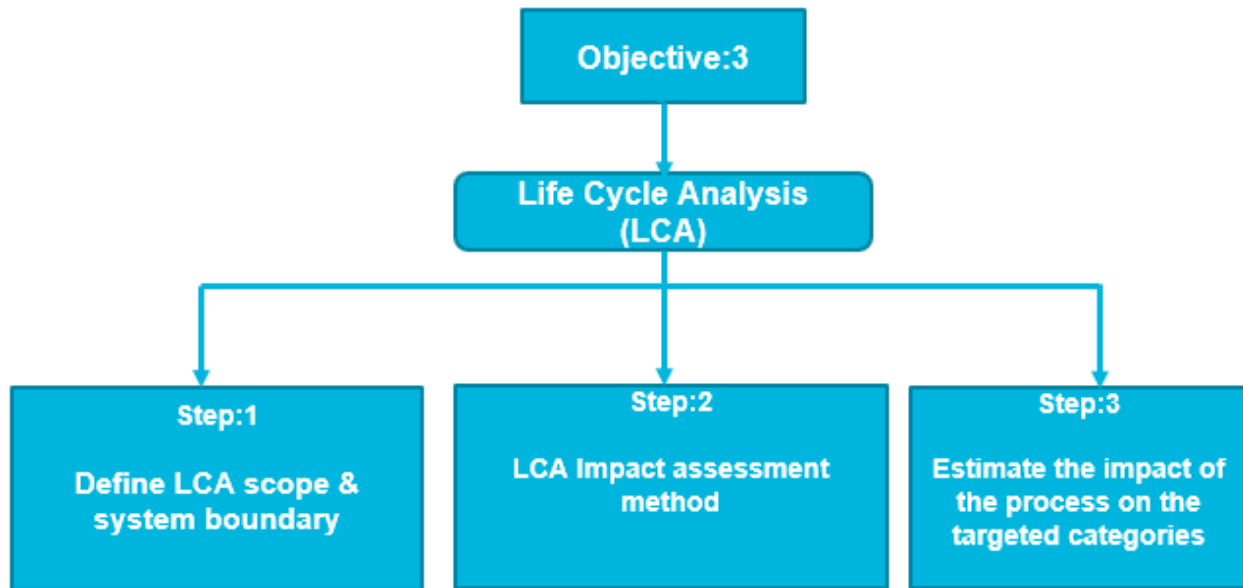 Objective:3
Life Cycle Analysis
(LCA)
Step:1
Define LCA scope &
system boundary
Step:2
LCA Impact assessment
method
Step:3
Estimate the impact of
the process on the
targeted categories